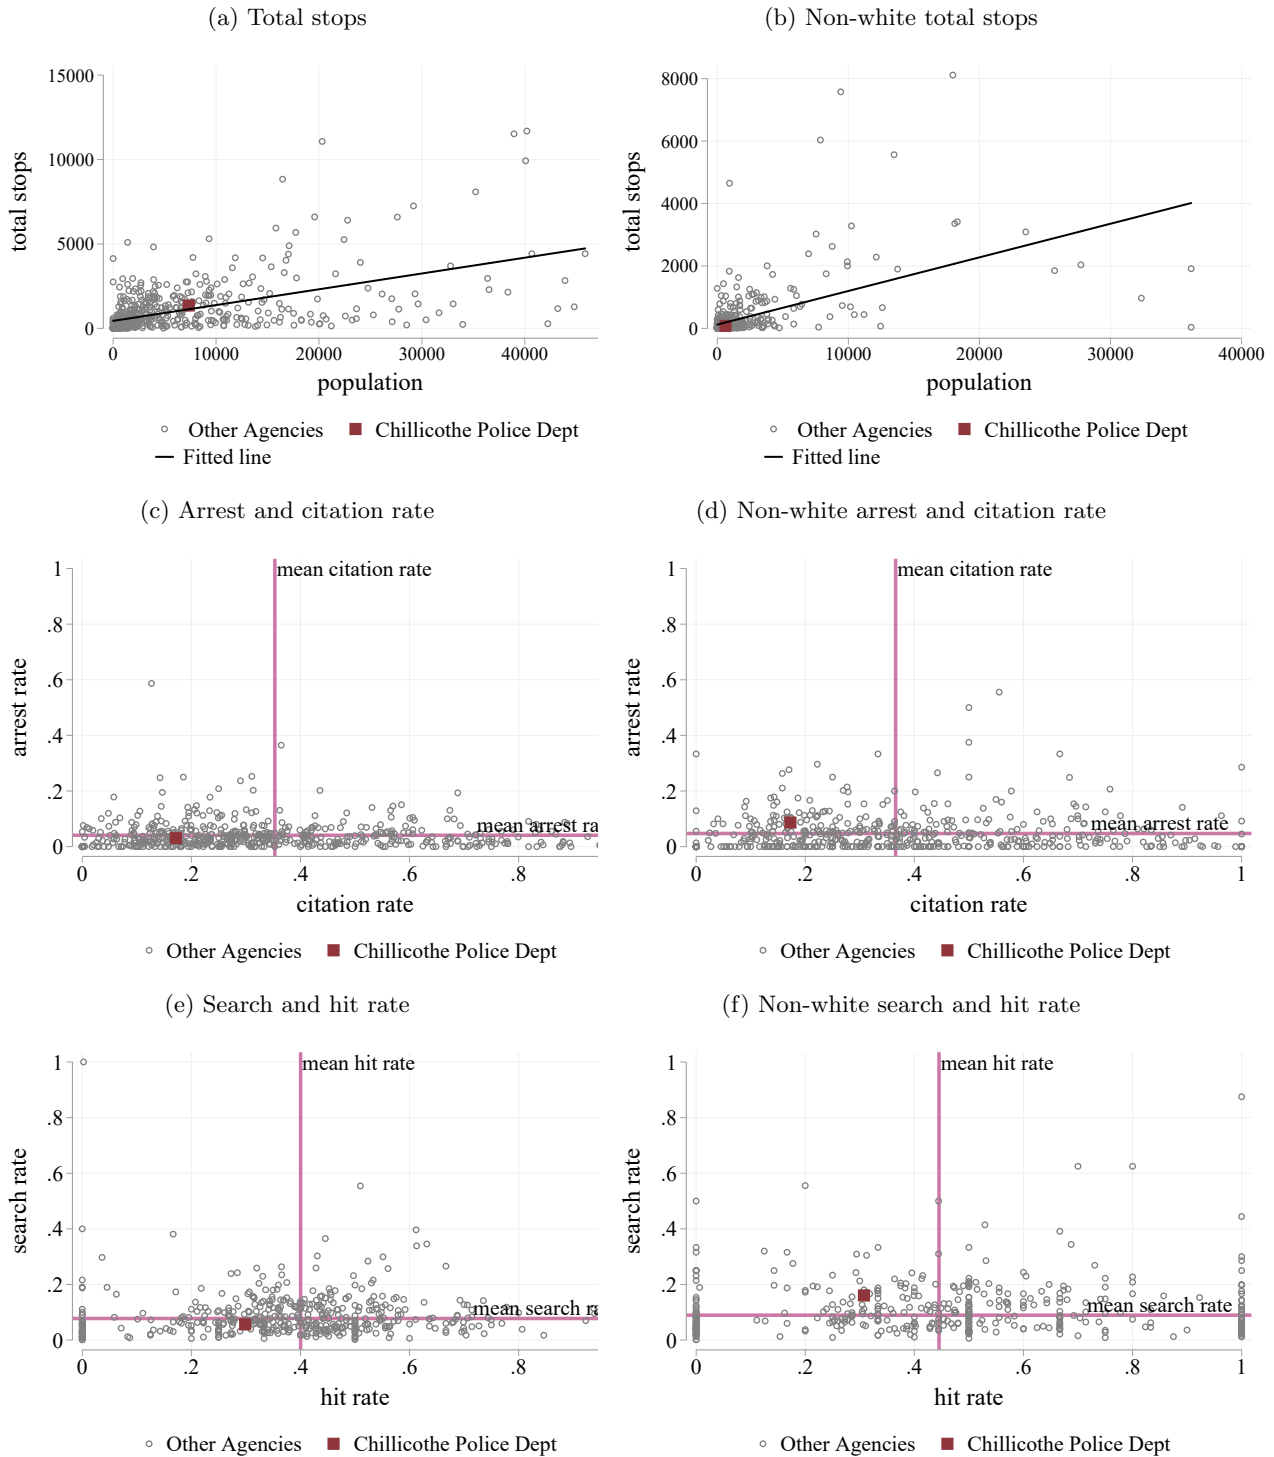 (a) Total stops
(b) Non-white total stops
15000
10000
5000
0
total stops
0 10000 20000 30000 40000
population
Other Agencies Chillicothe Police Dept
Fitted line
8000
6000
4000
2000
0
total stops
0 10000 20000 30000 40000
population
Other Agencies Chillicothe Police Dept
Fitted line
(c) Arrest and citation rate
(d) Non-white arrest and citation rate
1
.8
.6
.4
.2
0
arrest rate
mean citation rate
mean arrest ra
0 .2 .4 .6 .8
citation rate
Other Agencies Chillicothe Police Dept
1
.8
.6
.4
.2
0
arrest rate
mean citation rate
mean arrest rate
0 .2 .4 .6 .8 1
citation rate
Other Agencies Chillicothe Police Dept
(e) Search and hit rate
(f) Non-white search and hit rate
1
.8
.6
.4
.2
0
search rate
mean hit rate
mean search ra
0 .2 .4 .6 .8
hit rate
Other Agencies Chillicothe Police Dept
1
.8
.6
.4
.2
0
search rate
mean hit rate
mean search rate
0 .2 .4 .6 .8 1
hit rate
Other Agencies Chillicothe Police Dept